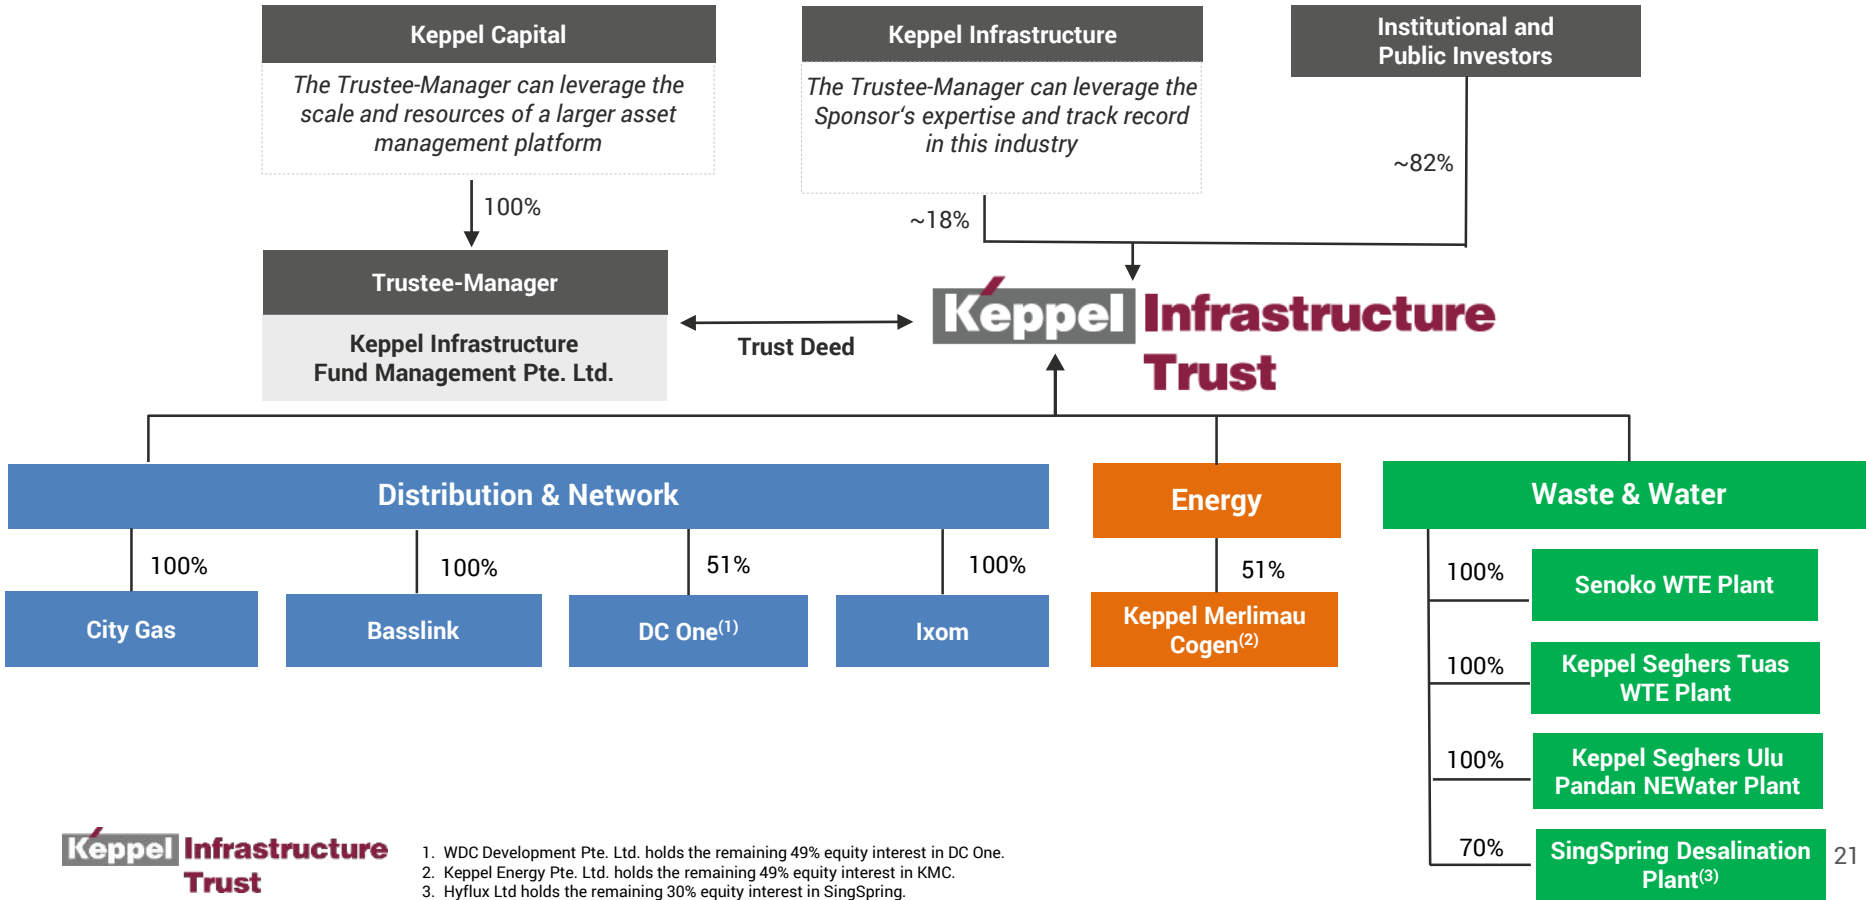 Keppel Capital
The Trustee-Manager can leverage the
scale and resources of a larger asset
management platform
Keppel Infrastructure
The Trustee-Manager can leverage the
Sponsor‘s expertise and track record
in this industry
Institutional and
Public Investors
100%
~18%
~82%
Trustee-Manager
Keppel Infrastructure
Fund Management Pte. Ltd.
Trust Deed
Keppel Infrastructure
Trust
Distribution & Network
100%
City Gas
100%
Basslink
51%
DC One(1)
100%
Ixom
Energy
51%
Keppel Merlimau
Cogen(2)
Waste & Water
100%
Senoko WTE Plant
100%
Keppel Seghers Tuas
WTE Plant
100%
Keppel Seghers Ulu
Pandan NEWater Plant
70%
SingSpring Desalination
Plant(3)
Keppel Infrastructure
Trust
1. WDC Development Pte. Ltd. holds the remaining 49% equity interest in DC One.
2. Keppel Energy Pte. Ltd. holds the remaining 49% equity interest in KMC.
3. Hyflux Ltd holds the remaining 30% equity interest in SingSpring.
21